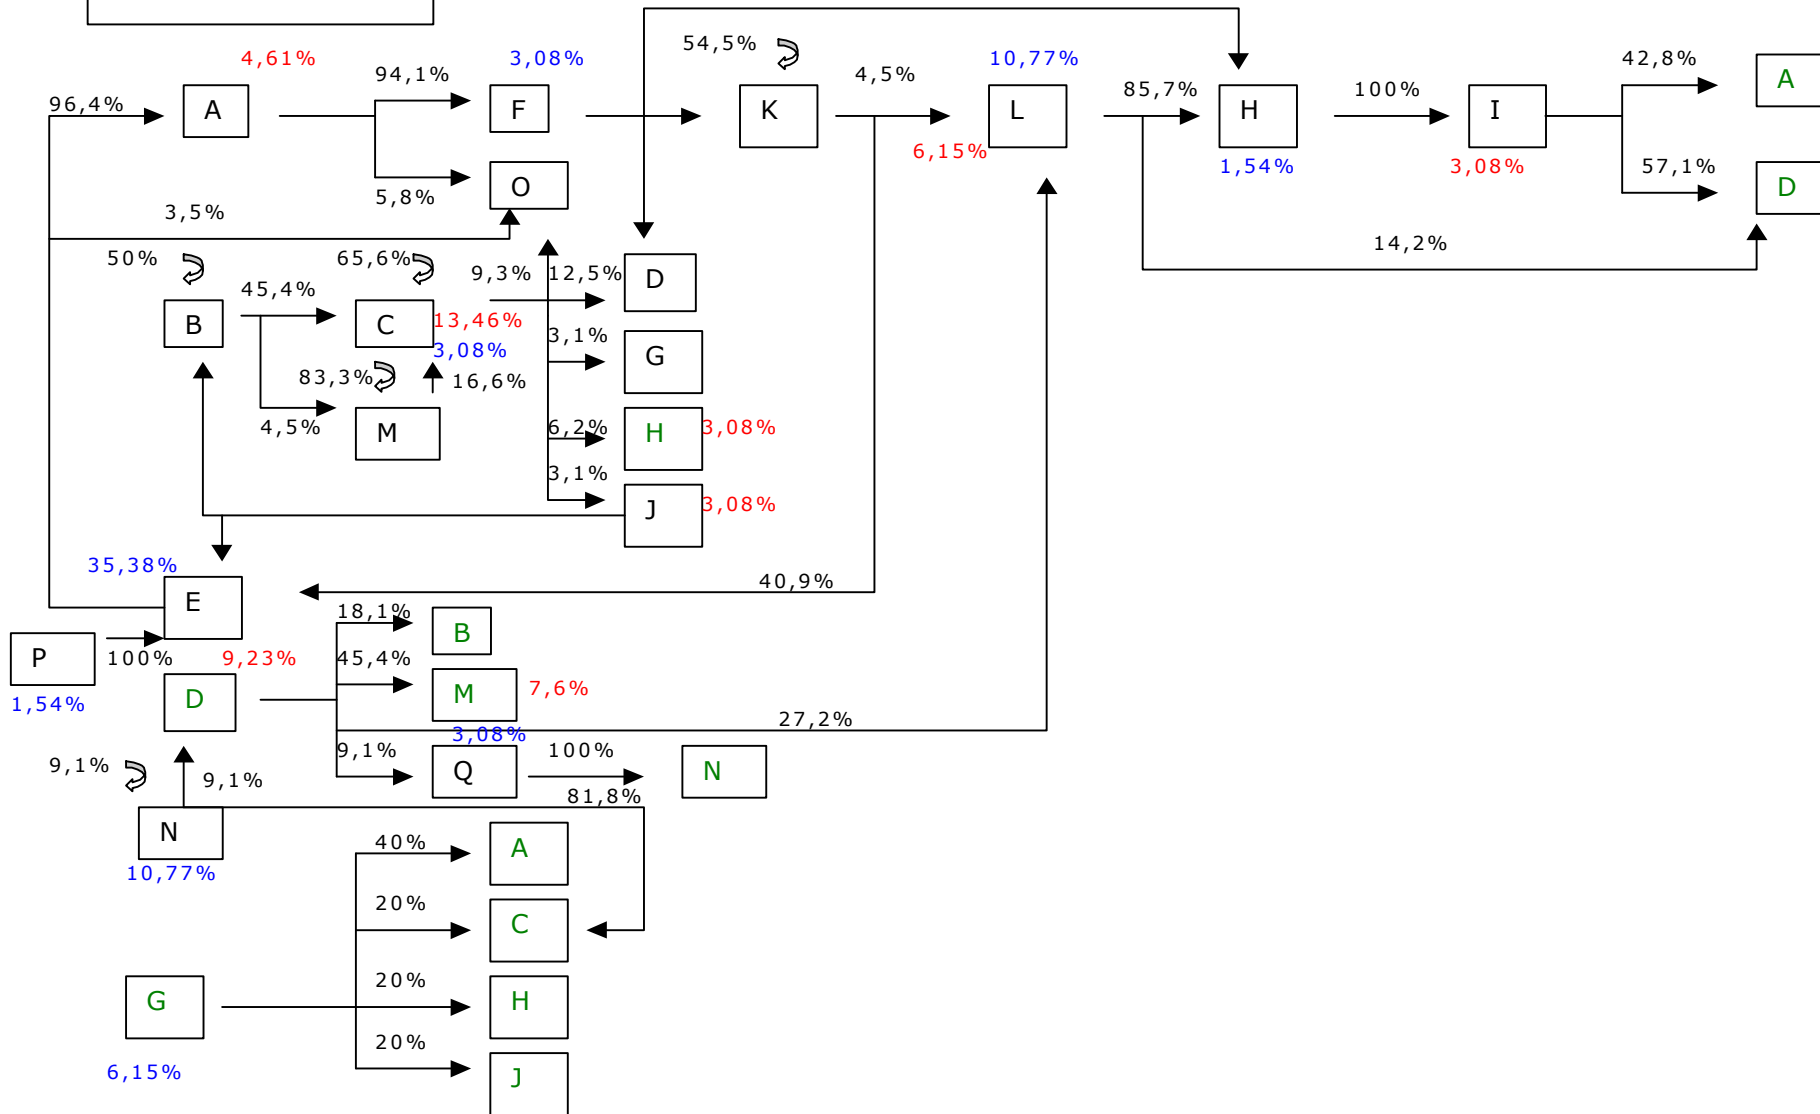 54,5%
4,61%
3,08%
10,77%
42,8%
94,1%
4,5%
A
96,4%
85,7%
100%
A
F
K
L
H
I
6,15%
1,54%
3,08%
57,1%
O
D
5,8%
3,5%
14,2%
50%
65,6%
9,3%
12,5%
D
45,4%
B
C
13,46%
3,1%
3,08%
G
83,3%
16,6%
4,5%
M
6,2%
H
3,08%
3,1%
J
3,08%
35,38%
40,9%
E
18,1%
B
P
100%
9,23%
45,4%
D
M
7,6%
1,54%
27,2%
3,08%
9,1%
9,1%
9,1%
Q
100%
N
81,8%
N
40%
A
10,77%
20%
C
20%
G
H
20%
6,15%
J